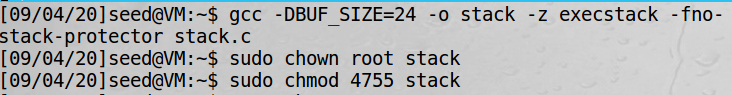 [09/04/20]seed@VM:~$ gcc -DBUF_SIZE=24 -o stack -z execstack -fno-
stack-protector stack.c
[09/04/20]seed@VM:~$ sudo chown root stack
[09/04/20]seed@VM:~$ sudo chmod 4755 stack